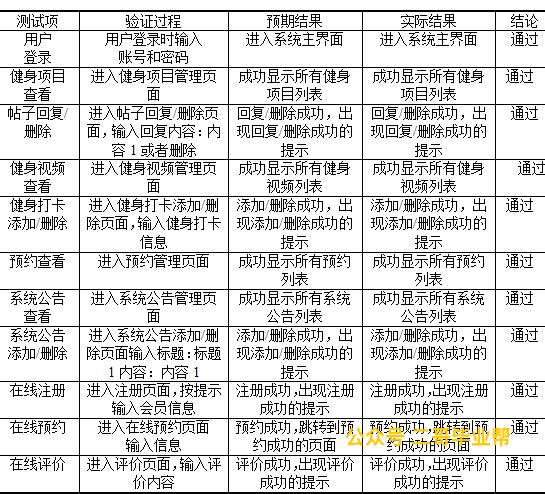 测试项 验证过程 预期结果 实际结果 结论
用户 用户登录时输入 进入系统主界面 进入系统主界面 通过
登录 账号和密码
健身项目 进入健身项目管理页 成功显示所有健身 成功显示所有健身 通过
查看 面 项目列表 项目列表
帖子回复/ 进入帖子回复/删除页 回复/删除成功，出 回复/删除成功，出 通过
删除 面，输入回复内容：内 现回复/删除成功的 现回复/删除成功的
容 1 或者删除 提示 提示
健身视频 进入健身视频管理页 成功显示所有健身 成功显示所有健身 通过
查看 面 视频列表 视频列表
健身打卡 进入健身打卡添加/删 添加/删除成功，出 添加/删除成功，出 通过
添加/删除 除页面，输入健身打卡 现添加/删除成功的 现添加/删除成功的
信息 提示 提示
预约查看 进入预约管理页面 成功显示所有预约 成功显示所有预约 通过
列表 列表
系统公告 进入系统公告管理页 成功显示所有系统 成功显示所有系统 通过
查看 面 公告列表 公告列表
系统公告 进入系统公告添加/删 添加/删除成功，出 添加/删除成功，出 通过
添加/删除 除页面输入标题：标题 现添加/删除成功的 现添加/删除成功的
1 内容：内容 1 提示 提示
在线注册 进入注册页面，按提示 注册成功，出现注册 注册成功，出现注册 通过
输入会员信息 成功的提示 成功的提示
在线预约 进入在线预约页面 预约成功，跳转到预 预约成功，跳转到预 通过
输入信息 约成功的页面 约成功的页面
公众号 二哥毕业帮
在线评价 进入评价页面，输入评 评价成功，出现评价 评价成功，出现评价 通过
价内容 成功的提示 成功的提示